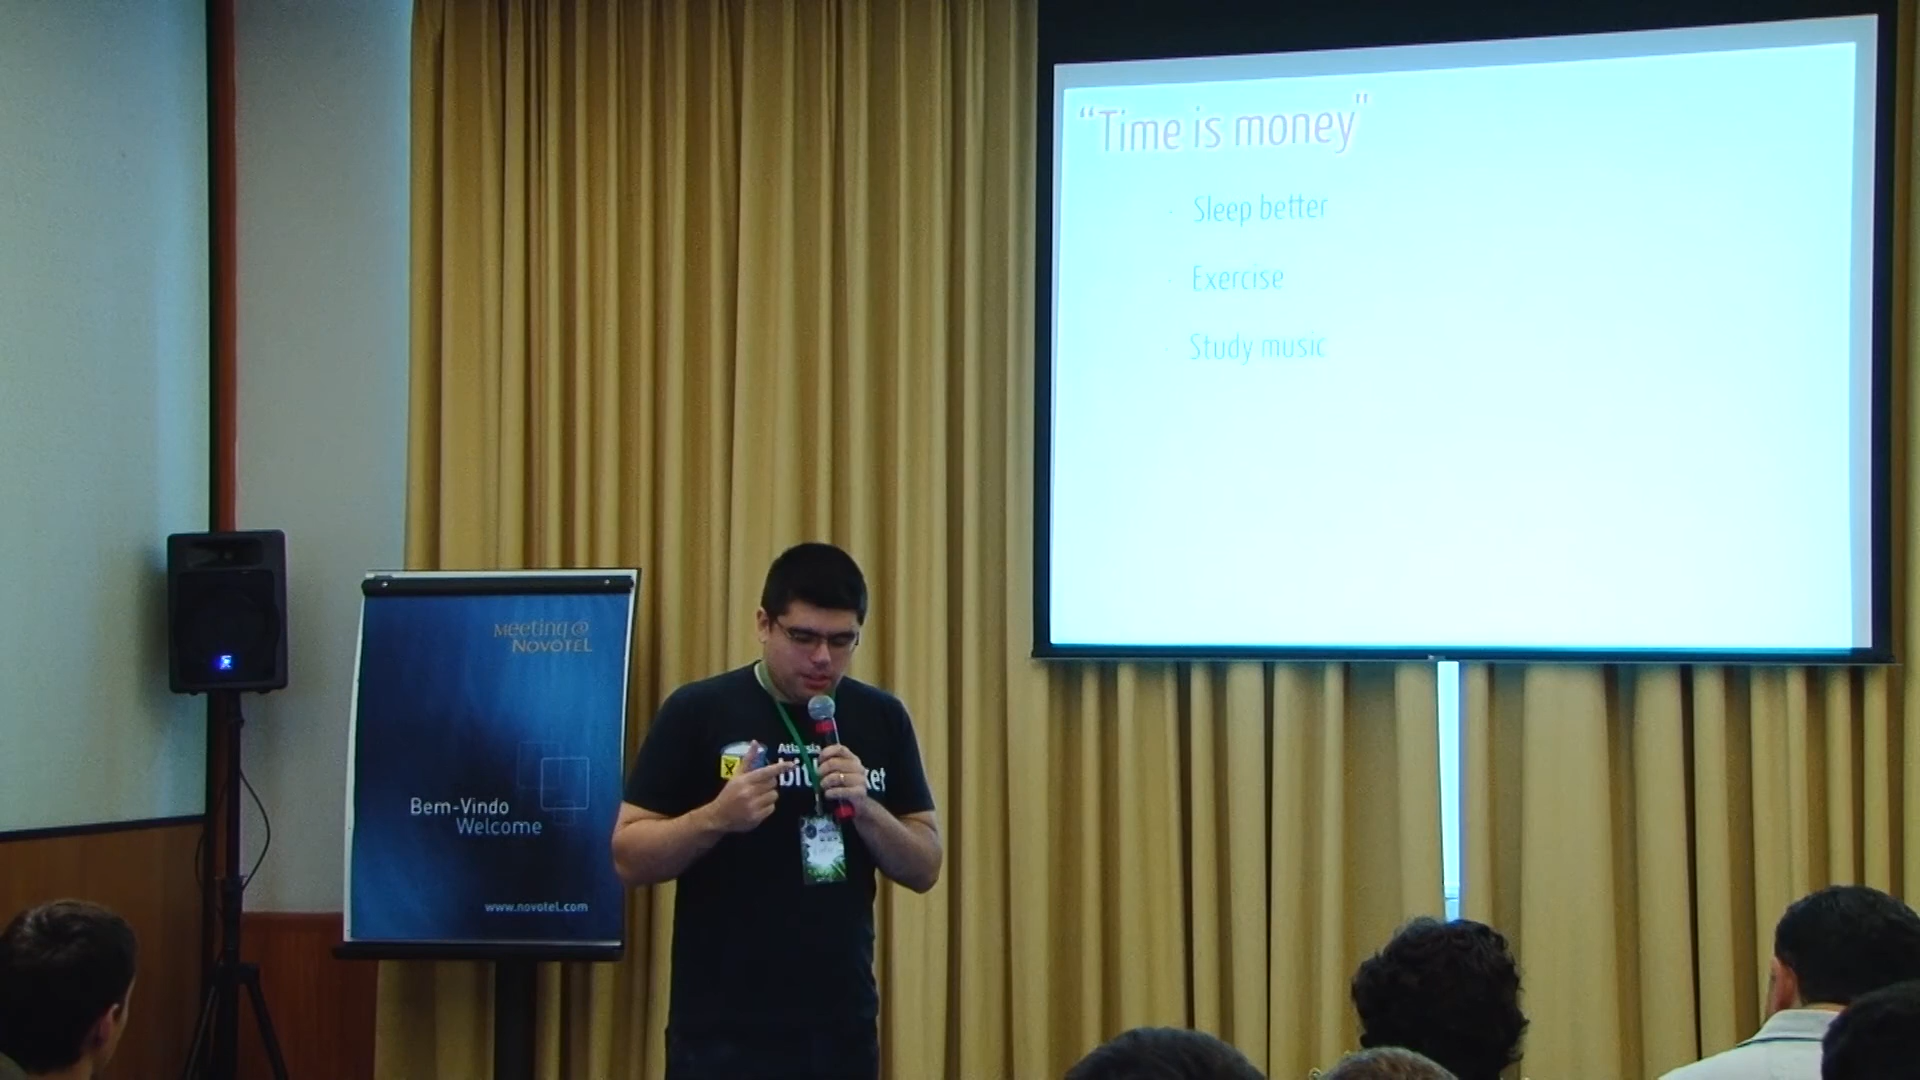 “Time is money"
· Sleep better
· Exercise
· Study music
Meeting@
NOVOTEL
Bem-Vindo
Welcome
www.novotel.com